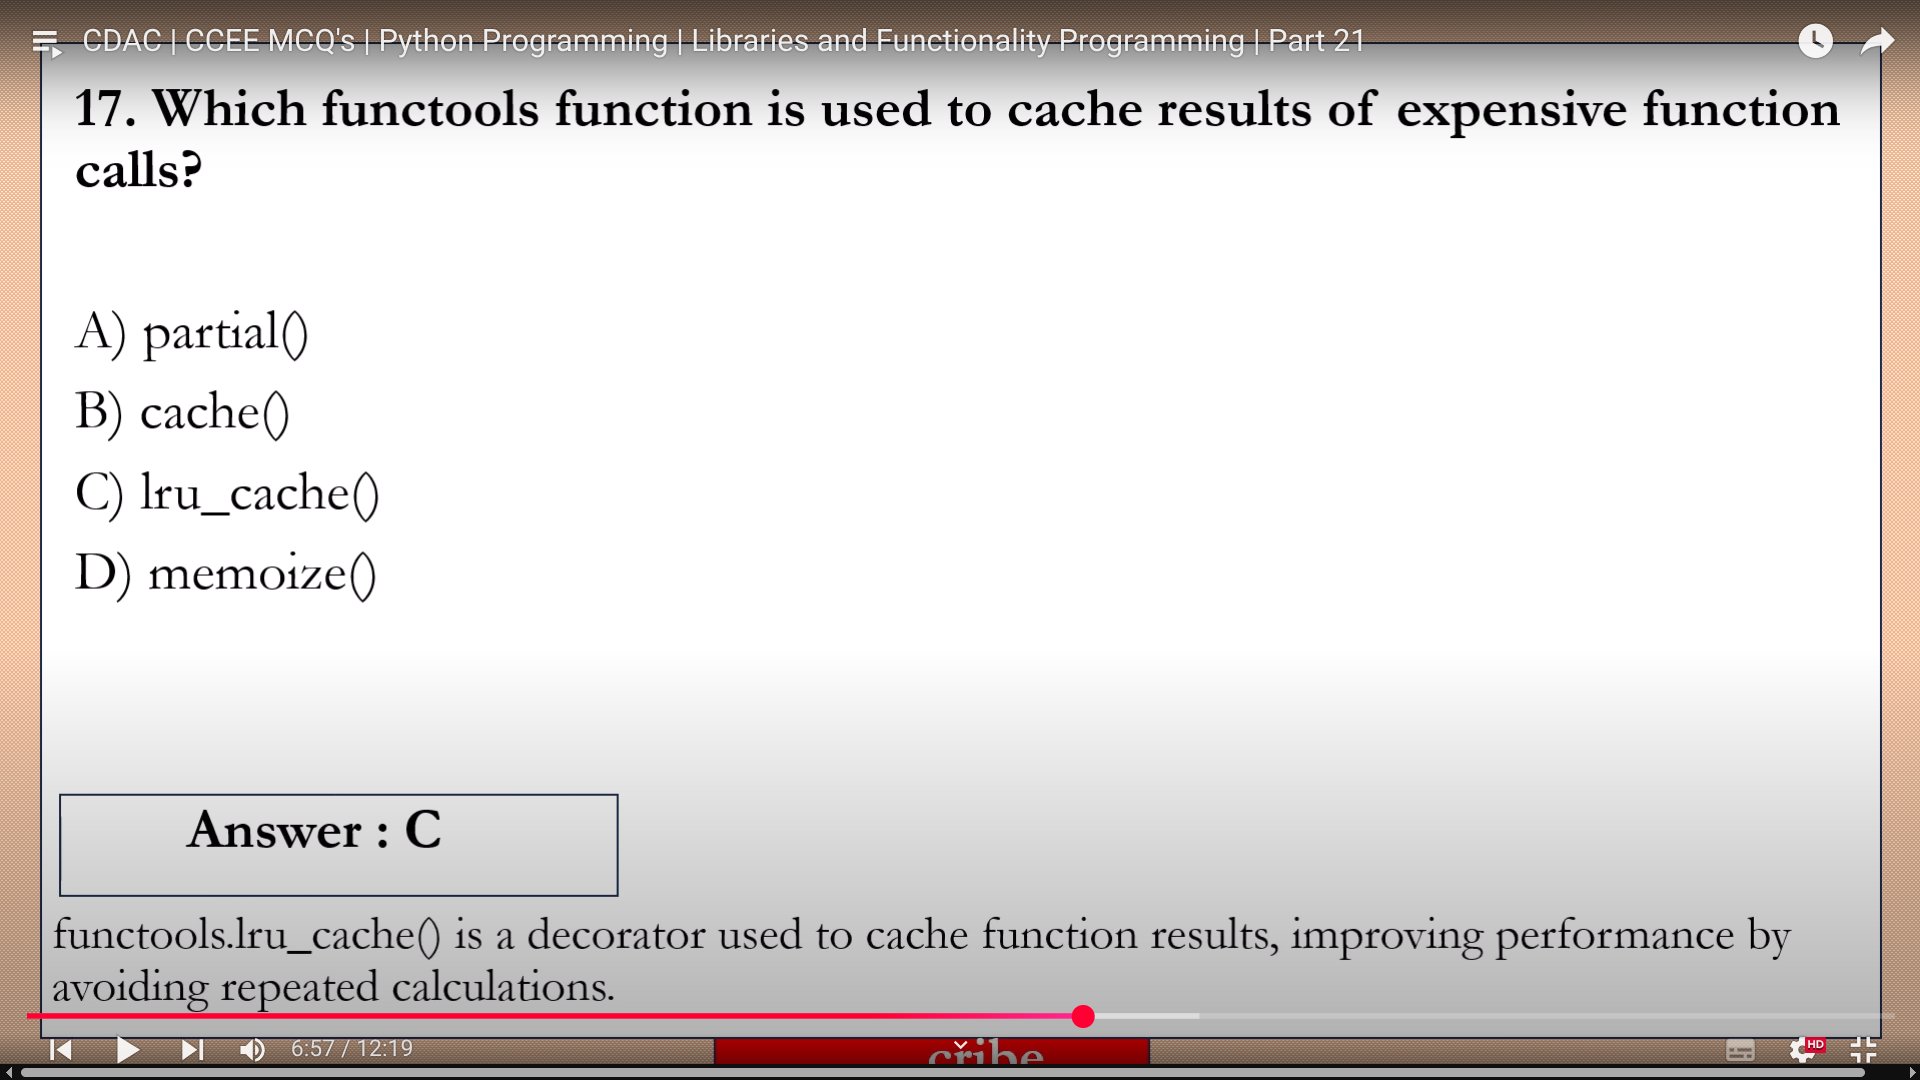 CDAC | CCEE MCQ's | Python Programming | Libraries and Functionality Programming | Part 21
17. Which functools function is used to cache results of expensive function
calls?
A) partial()
B) cache()
C) lru_cache()
D) memoize()
Answer : C
functools.lru_cache() is a decorator used to cache function results, improving performance by
avoiding repeated calculations.
6:57 / 12:19
cribe
HD